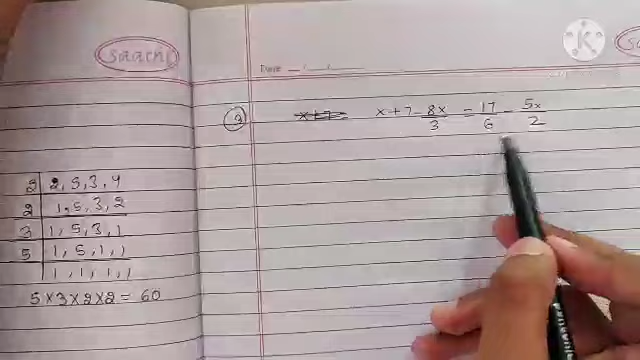 saachi
Date
K
KINEMASTER
9 x+7= x + 7 - 8x/3 = 17/6 - 5x/2
2 | 2, 5, 3, 4
2 | 1, 5, 3, 2
3 | 1, 5, 3, 1
5 | 1, 5, 1, 1
1, 1, 1, 1
5 × 3 × 2 × 2 = 60